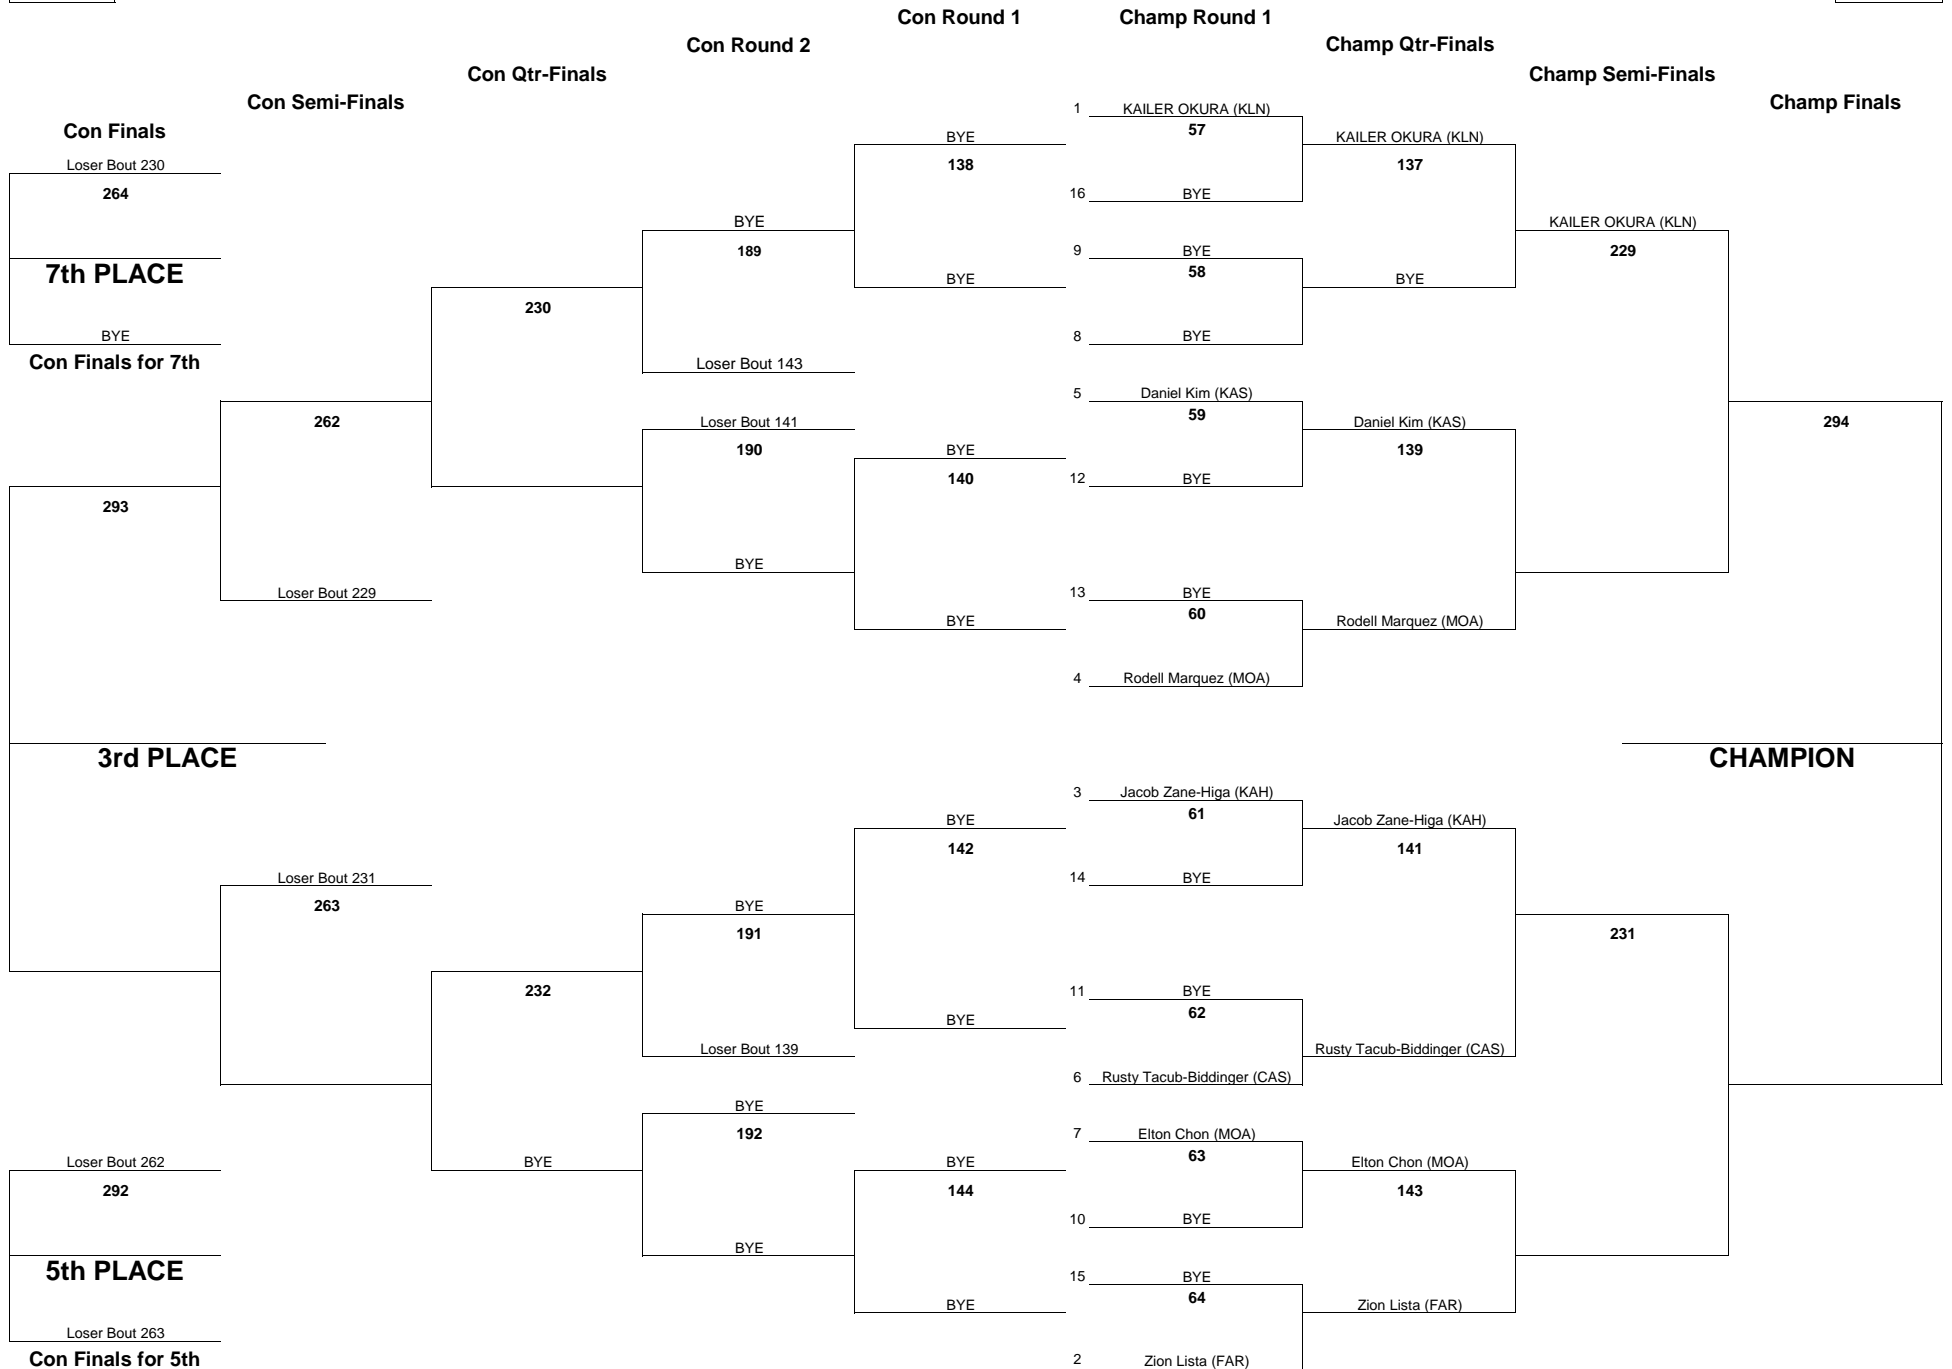 Con Round 1
Champ Round 1
Con Round 2
Champ Qtr-Finals
Con Qtr-Finals
Champ Semi-Finals
Con Semi-Finals
Champ Finals
Con Finals
1 KAILER OKURA (KLN)
57
BYE
KAILER OKURA (KLN)
Loser Bout 230
138
137
264
16 BYE
BYE
KAILER OKURA (KLN)
189
9 BYE
229
58
7th PLACE
BYE
BYE
230
BYE
8 BYE
Con Finals for 7th
Loser Bout 143
5 Daniel Kim (KAS)
59
262
Loser Bout 141
Daniel Kim (KAS)
294
190
BYE
139
140
12 BYE
293
BYE
Loser Bout 229
13 BYE
60
BYE
Rodell Marquez (MOA)
4 Rodell Marquez (MOA)
3rd PLACE
CHAMPION
3 Jacob Zane-Higa (KAH)
61
BYE
Jacob Zane-Higa (KAH)
142
141
Loser Bout 231
14 BYE
263
BYE
191
231
232
11 BYE
62
BYE
Loser Bout 139
Rusty Tacub-Biddinger (CAS)
6 Rusty Tacub-Biddinger (CAS)
BYE
192
7 Elton Chon (MOA)
63
Loser Bout 262
BYE
BYE
Elton Chon (MOA)
292
144
143
10 BYE
BYE
5th PLACE
15 BYE
64
BYE
Zion Lista (FAR)
Loser Bout 263
Con Finals for 5th
2 Zion Lista (FAR)